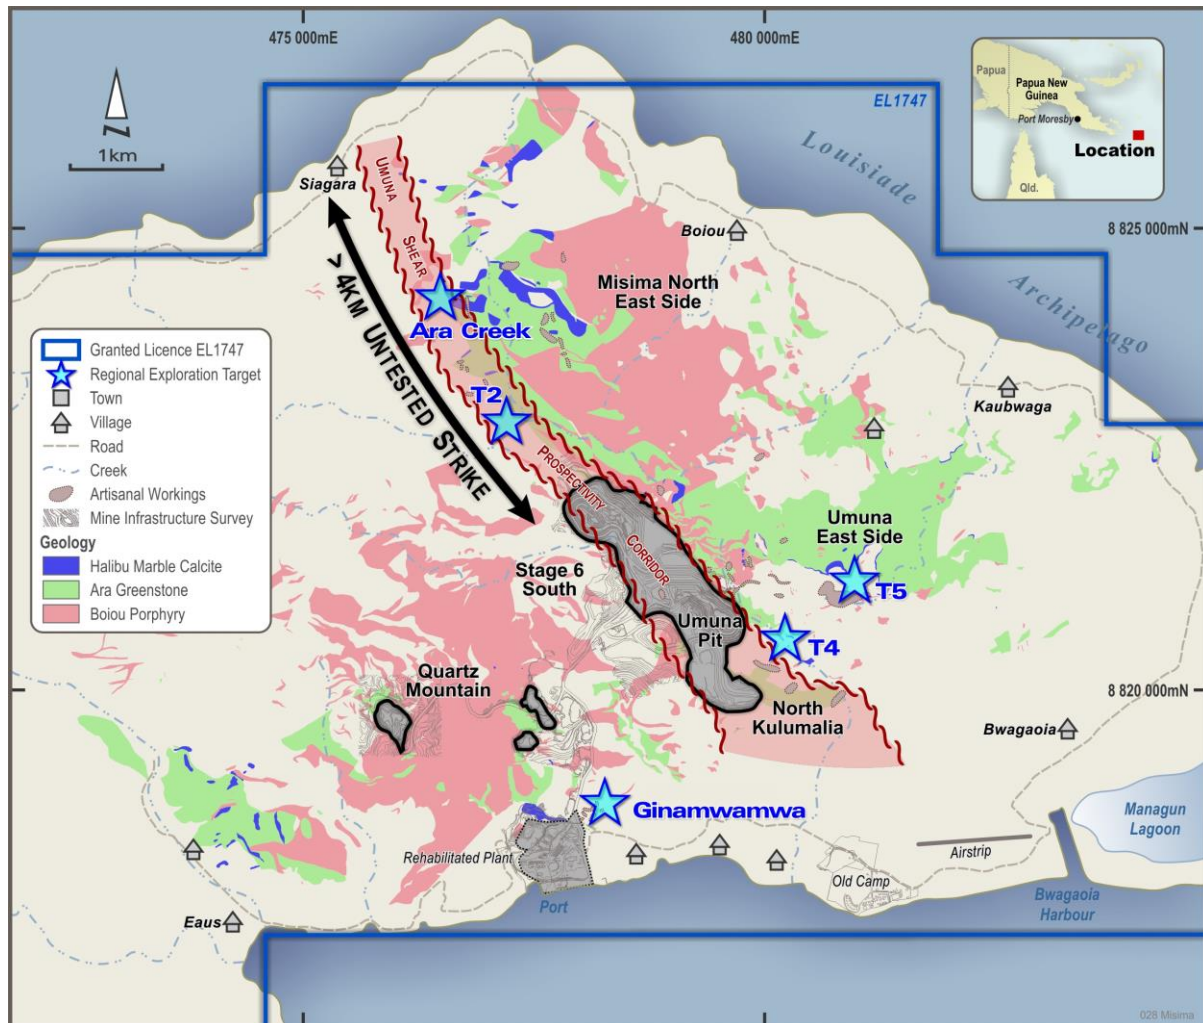 475 000mE
480 000mE
EL1747
Papua
Papua New
Guinea
Port Moresby
Location
Qld.
N
1km
Siagara
UMUNA
SHEAR
Louisiade
Archipelago
Boiou
8 825 000mN
Misima North
East Side
> 4KM UNTESTED STRIKE
Ara Creek
T2
Kaubwaga
PROSPECTIVITY
CORRIDOR
Granted Licence EL1747
Regional Exploration Target
Town
Village
Road
Creek
Artisanal Workings
Mine Infrastructure Survey
Geology
Halibu Marble Calcite
Ara Greenstone
Boiou Porphyry
Umuna
East Side
Stage 6
South
T5
Umuna
Pit
T4
Quartz
Mountain
8 820 000mN
North
Kulumalia
Bwagaoia
Ginamwamwa
Managun
Lagoon
Rehabilitated Plant
Airstrip
Old Camp
Port
Bwagaoia
Harbour
Eaus
028 Misima